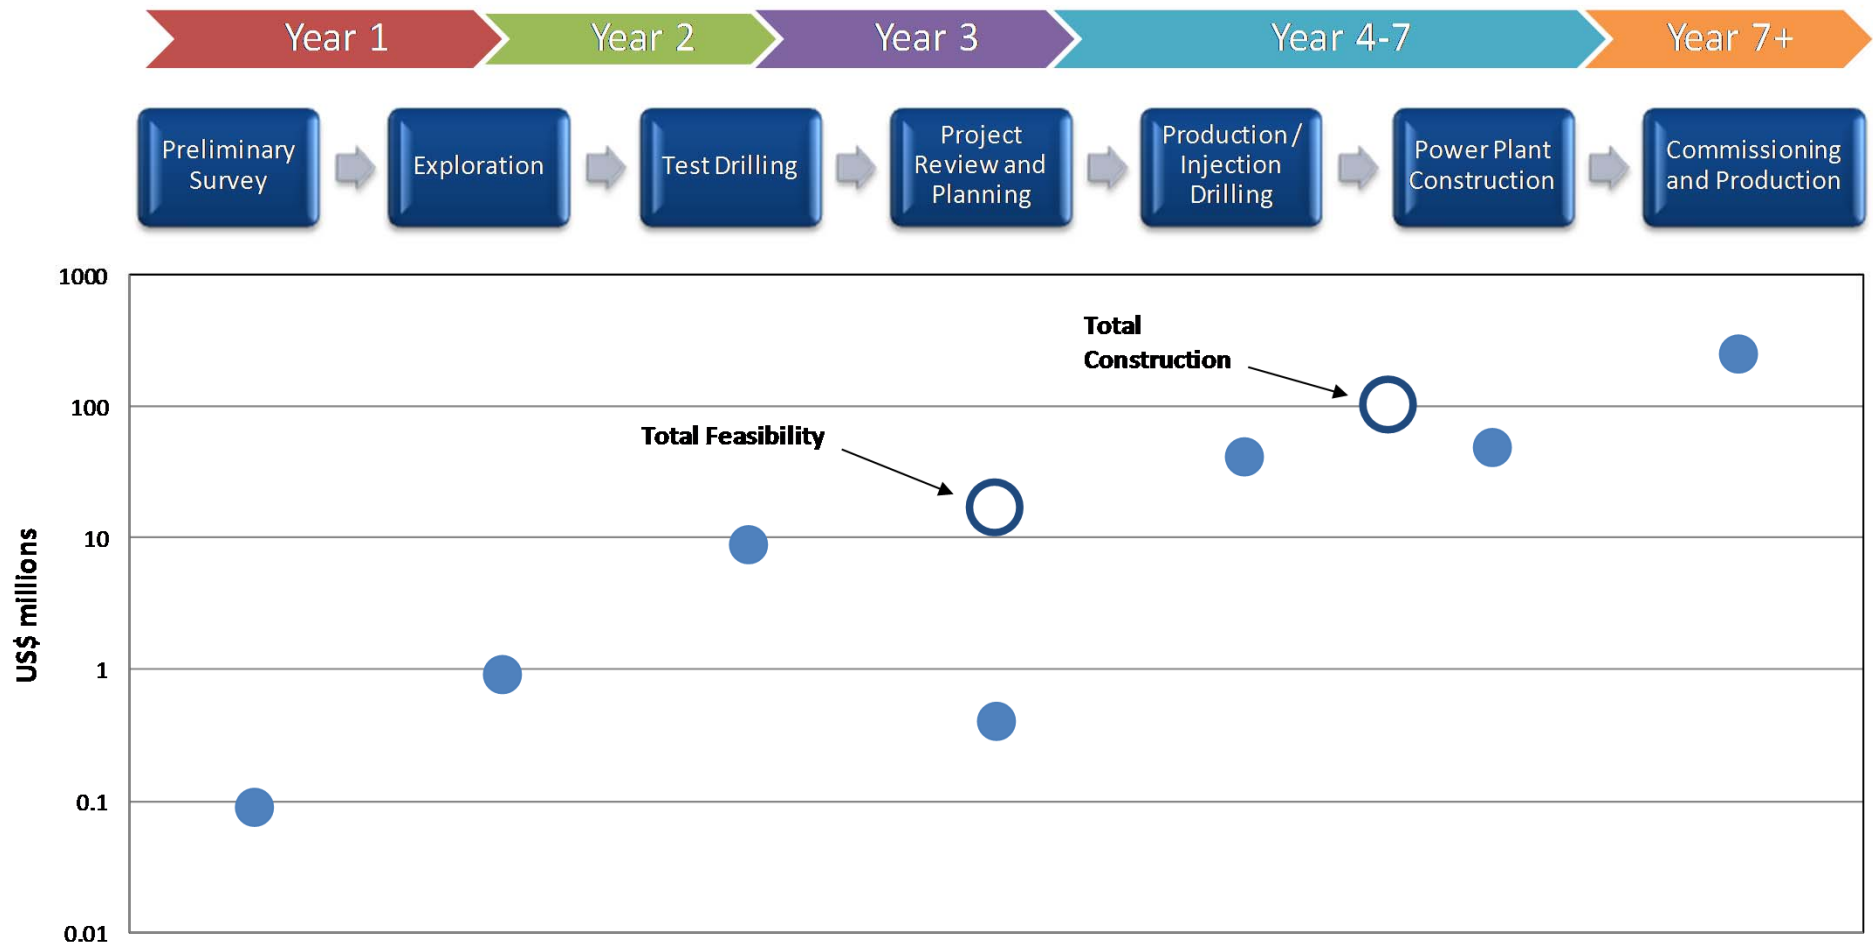 Year 1
Year 2
Year 3
Year 4-7
Year 7+
Preliminary
Survey
Exploration
Test Drilling
Project
Review and
Planning
Production /
Injection
Drilling
Power Plant
Construction
Commissioning
and Production
1000
100
10
1
0.1
0.01
US$ millions
Total
Construction
Total Feasibility